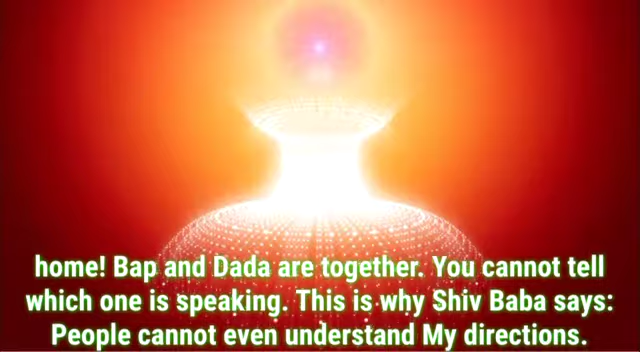 home! Bap and Dada are together. You cannot tell
which one is speaking. This is why Shiv Baba says:
People cannot even understand My directions.